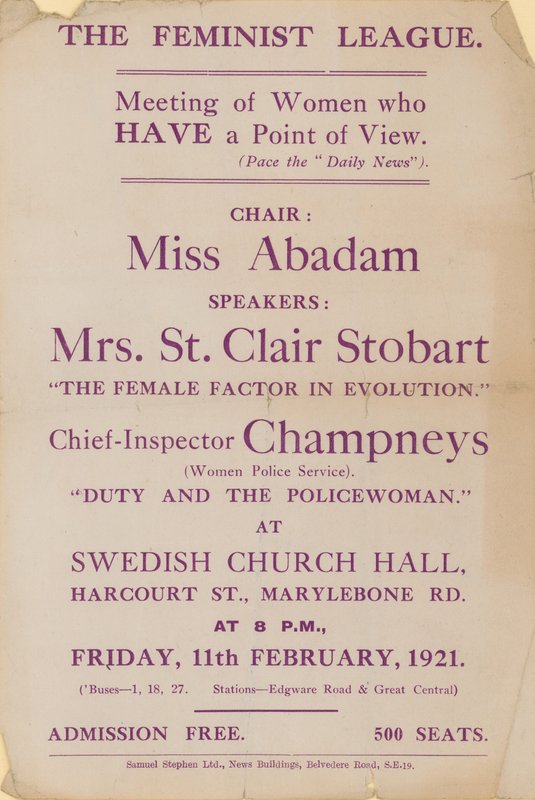 THE FEMINIST LEAGUE.
Meeting of Women who
HAVE a Point of View.
(Pace the "Daily News").
CHAIR:
Miss Abadam
SPEAKERS:
Mrs. St. Clair Stobart
"THE FEMALE FACTOR IN EVOLUTION."
Chief-Inspector Champneys
(Women Police Service).
"DUTY AND THE POLICEWOMAN."
AT
SWEDISH CHURCH HALL,
HARCOURT ST., MARYLEBONE RD.
AT 8 P.M.,
FRIDAY, 11th FEBRUARY, 1921.
('Buses—1, 18, 27. Stations—Edgware Road & Great Central)
ADMISSION FREE. 500 SEATS.
Samuel Stephen Ltd., News Buildings, Belvedere Road, S.E.19.